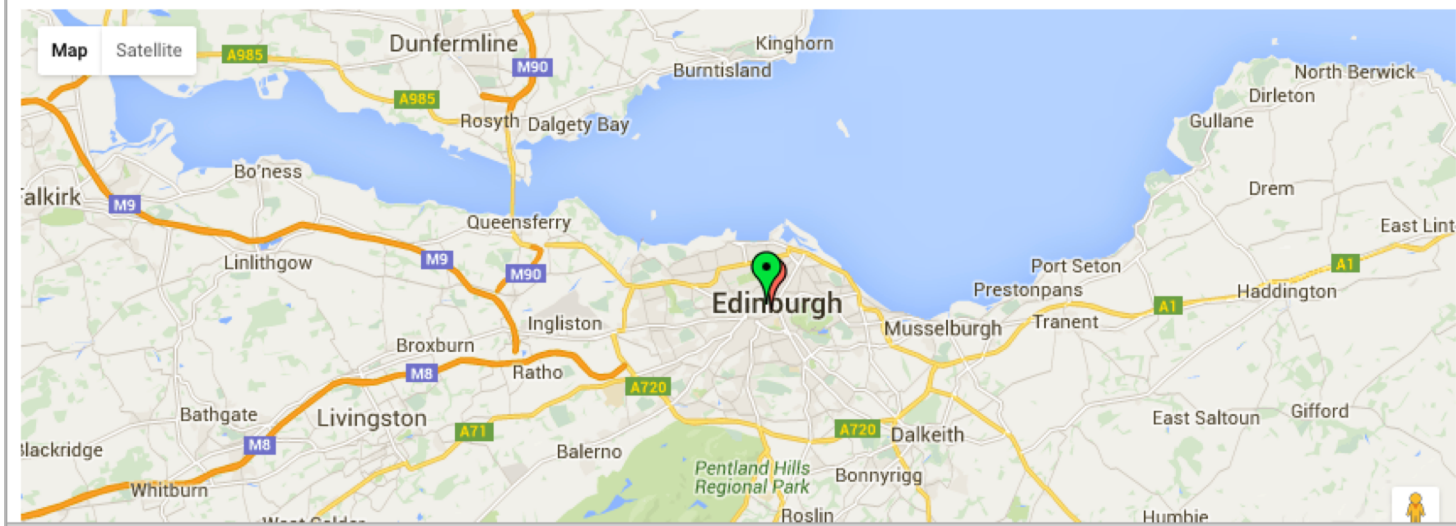 Map Satellite
Dunfermline
Kinghorn
A985
M90
Burntisland
North Berwick
A985
Dirleton
Rosyth
Dalgety Bay
Gullane
Bo'ness
Drem
alkirk
M9
Queensferry
East Lint
Linlithgow
M9
M90
Port Seton
A1
Prestonpans
Haddington
Edinburgh
A1
Ingliston
Musselburgh
Tranent
Broxburn
M8
Ratho
A720
Bathgate
Livingston
East Saltoun
Gifford
A71
A720
Dalkeith
M8
Blackridge
Balerno
Pentland Hills
Regional Park
Bonnyrigg
Whitburn
Roslin
Humbie